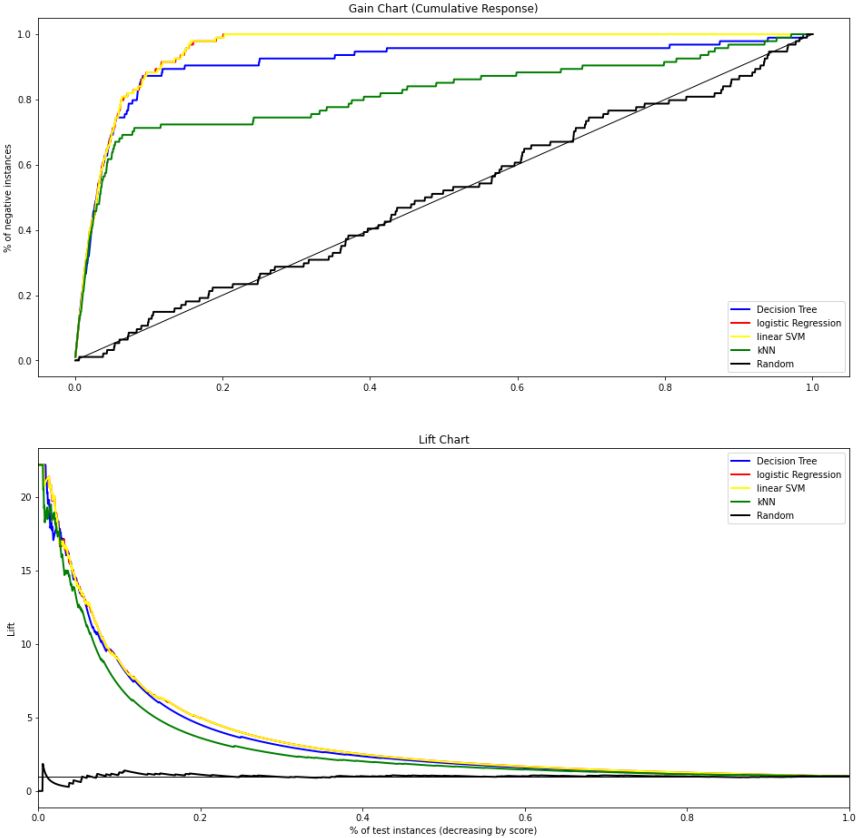 Gain Chart (Cumulative Response)
% of negative instances
1.0
0.8
0.6
0.4
0.2
0.0
Decision Tree
logistic Regression
linear SVM
kNN
Random
0.0 0.2 0.4 0.6 0.8 1.0
Lift Chart
Lift
20
15
10
5
0
Decision Tree
logistic Regression
linear SVM
kNN
Random
0.0 0.2 0.4 0.6 0.8 1.0
% of test instances (decreasing by score)